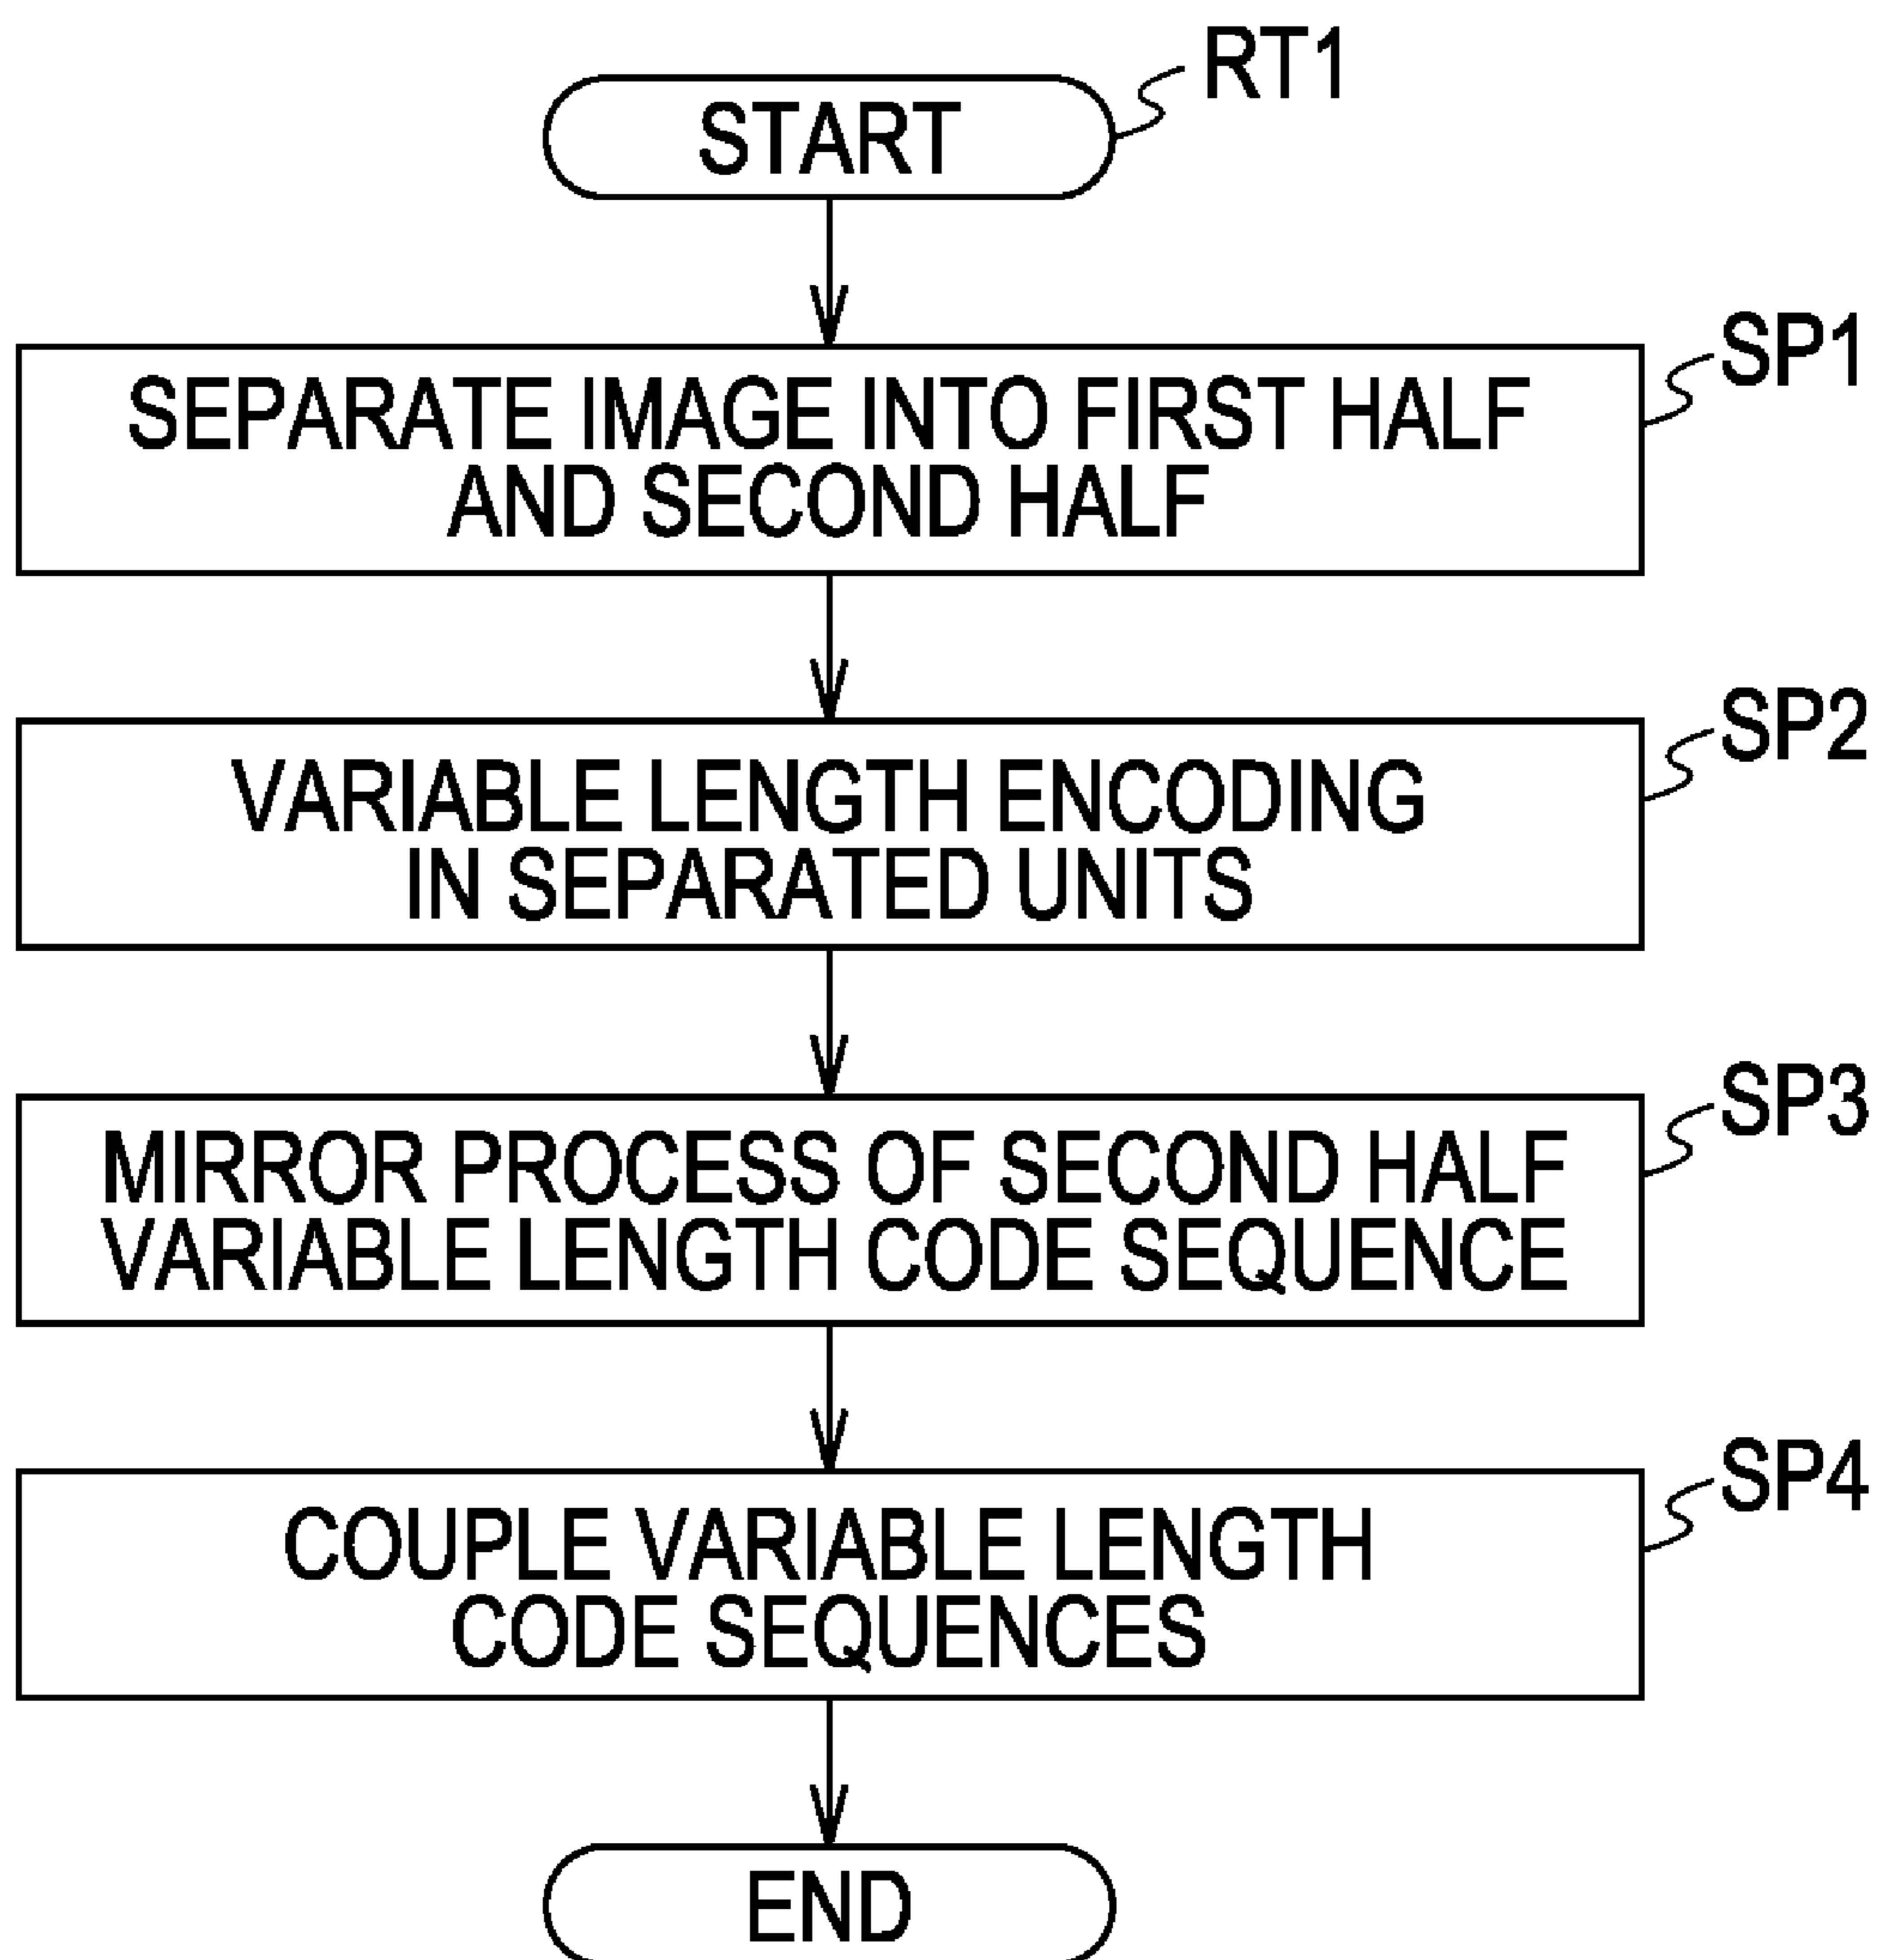 RT1
START
SP1
SEPARATE IMAGE INTO FIRST HALF
AND SECOND HALF
SP2
VARIABLE LENGTH ENCODING
IN SEPARATED UNITS
SP3
MIRROR PROCESS OF SECOND HALF
VARIABLE LENGTH CODE SEQUENCE
SP4
COUPLE VARIABLE LENGTH
CODE SEQUENCES
END